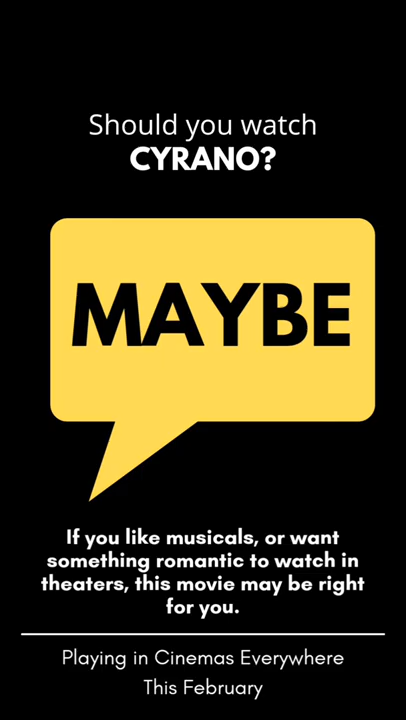 Should you watch
CYRANO?
MAYBE
If you like musicals, or want
something romantic to watch in
theaters, this movie may be right
for you.
Playing in Cinemas Everywhere
This February